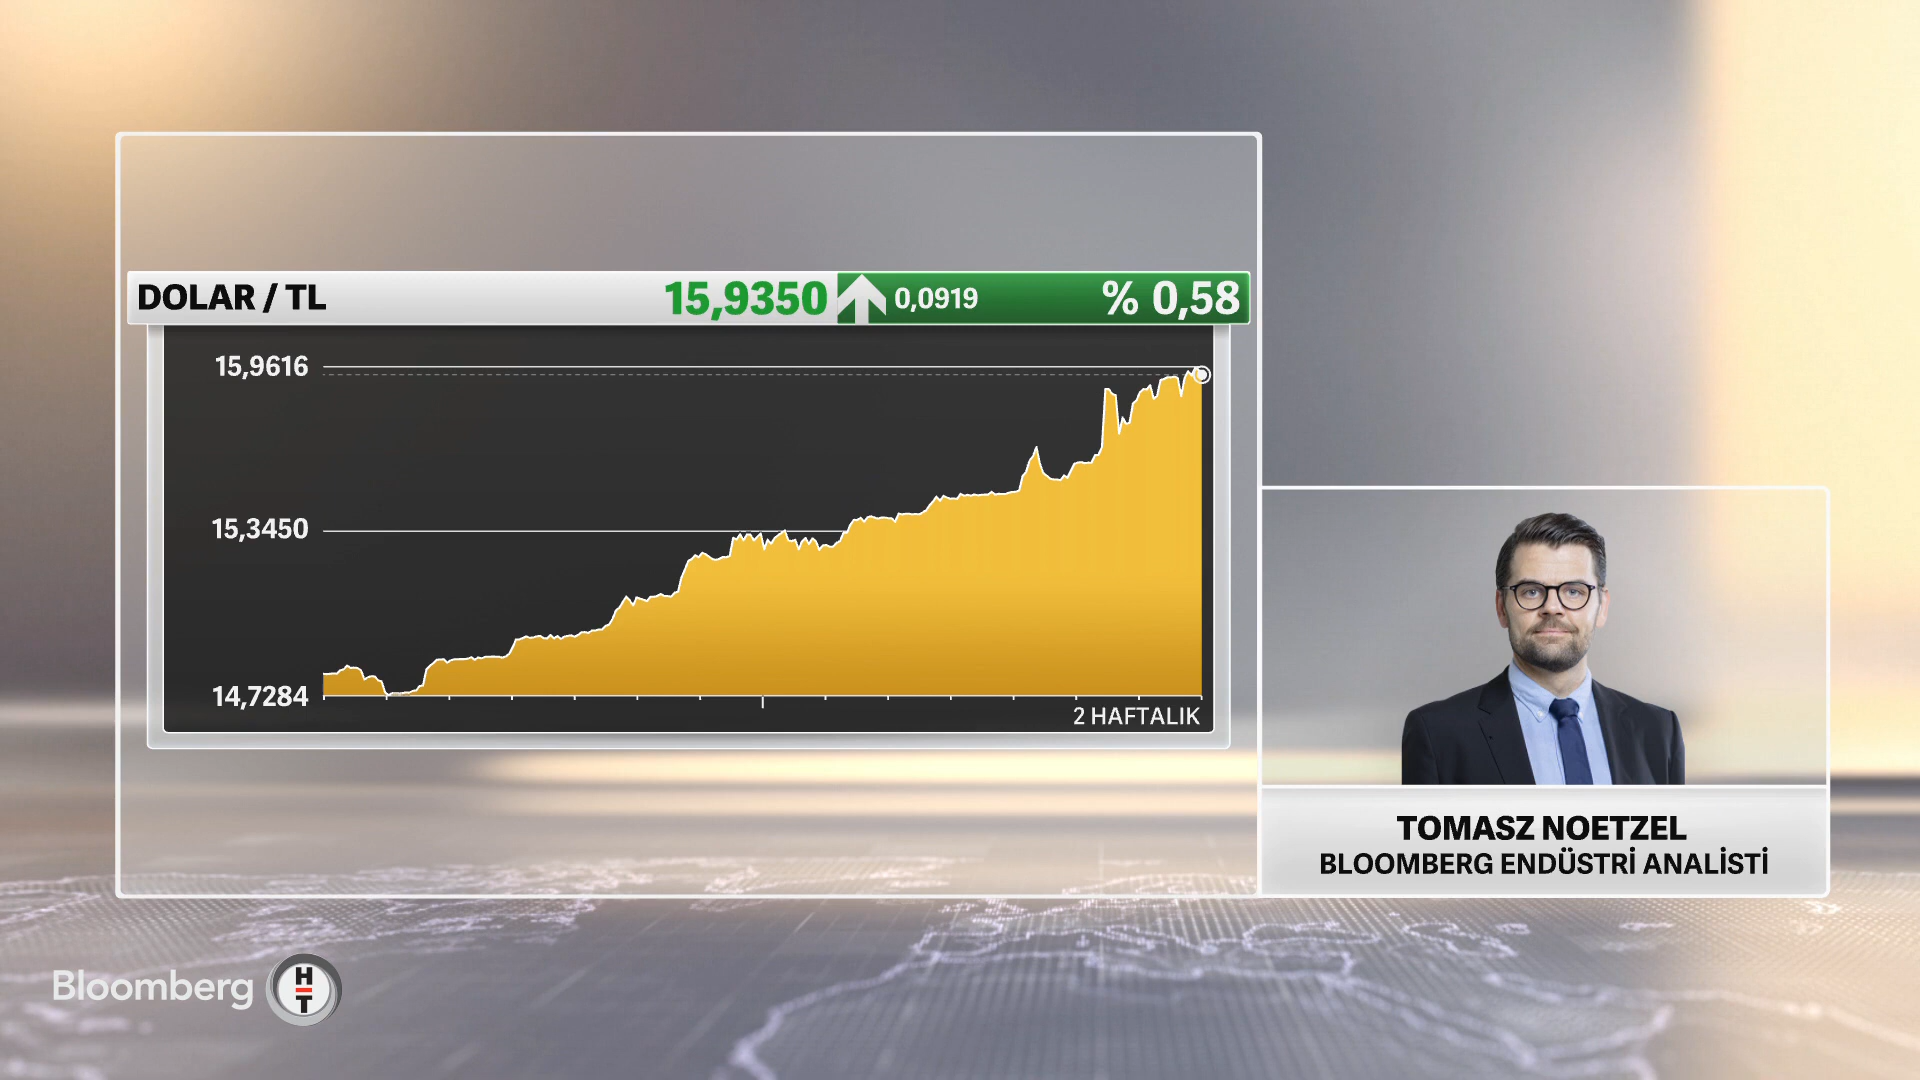 DOLAR / TL 15,9350 0,0919 % 0,58
15,9616
15,3450
14,7284
2 HAFTALIK
TOMASZ NOETZEL
BLOOMBERG ENDÜSTRİ ANALİSTİ
Bloomberg HT